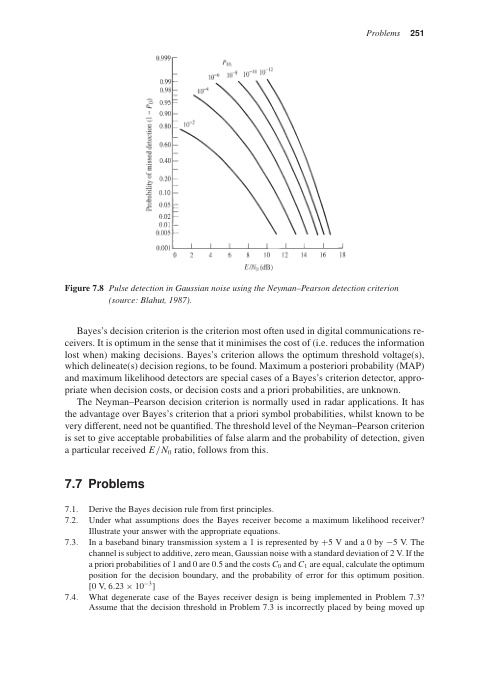 Problems 251
0.999
0.99
0.98
0.95
0.90
0.80
0.60
0.40
0.20
0.10
0.05
0.02
0.01
0.005
0.001
Probability of missed detection (1 − P_D)
P_FA
10⁻² 10⁻⁴ 10⁻⁶ 10⁻⁸ 10⁻¹⁰ 10⁻¹²
0 2 4 6 8 10 12 14 16 18
E/N₀ (dB)
Figure 7.8 Pulse detection in Gaussian noise using the Neyman–Pearson detection criterion
(source: Blahut, 1987).
Bayes's decision criterion is the criterion most often used in digital communications re-
ceivers. It is optimum in the sense that it minimises the cost of (i.e. reduces the information
lost when) making decisions. Bayes's criterion allows the optimum threshold voltage(s),
which delineate(s) decision regions, to be found. Maximum a posteriori probability (MAP)
and maximum likelihood detectors are special cases of a Bayes's criterion detector, appro-
priate when decision costs, or decision costs and a priori probabilities, are unknown.
The Neyman–Pearson decision criterion is normally used in radar applications. It has
the advantage over Bayes's criterion that a priori symbol probabilities, whilst known to be
very different, need not be quantified. The threshold level of the Neyman–Pearson criterion
is set to give acceptable probabilities of false alarm and the probability of detection, given
a particular received E/N₀ ratio, follows from this.
7.7 Problems
7.1. Derive the Bayes decision rule from first principles.
7.2. Under what assumptions does the Bayes receiver become a maximum likelihood receiver?
Illustrate your answer with the appropriate equations.
7.3. In a baseband binary transmission system a 1 is represented by +5 V and a 0 by −5 V. The
channel is subject to additive, zero mean, Gaussian noise with a standard deviation of 2 V. If the
a priori probabilities of 1 and 0 are 0.5 and the costs C₀ and C₁ are equal, calculate the optimum
position for the decision boundary, and the probability of error for this optimum position.
[0 V, 6.23 × 10⁻³]
7.4. What degenerate case of the Bayes receiver design is being implemented in Problem 7.3?
Assume that the decision threshold in Problem 7.3 is incorrectly placed by being moved up